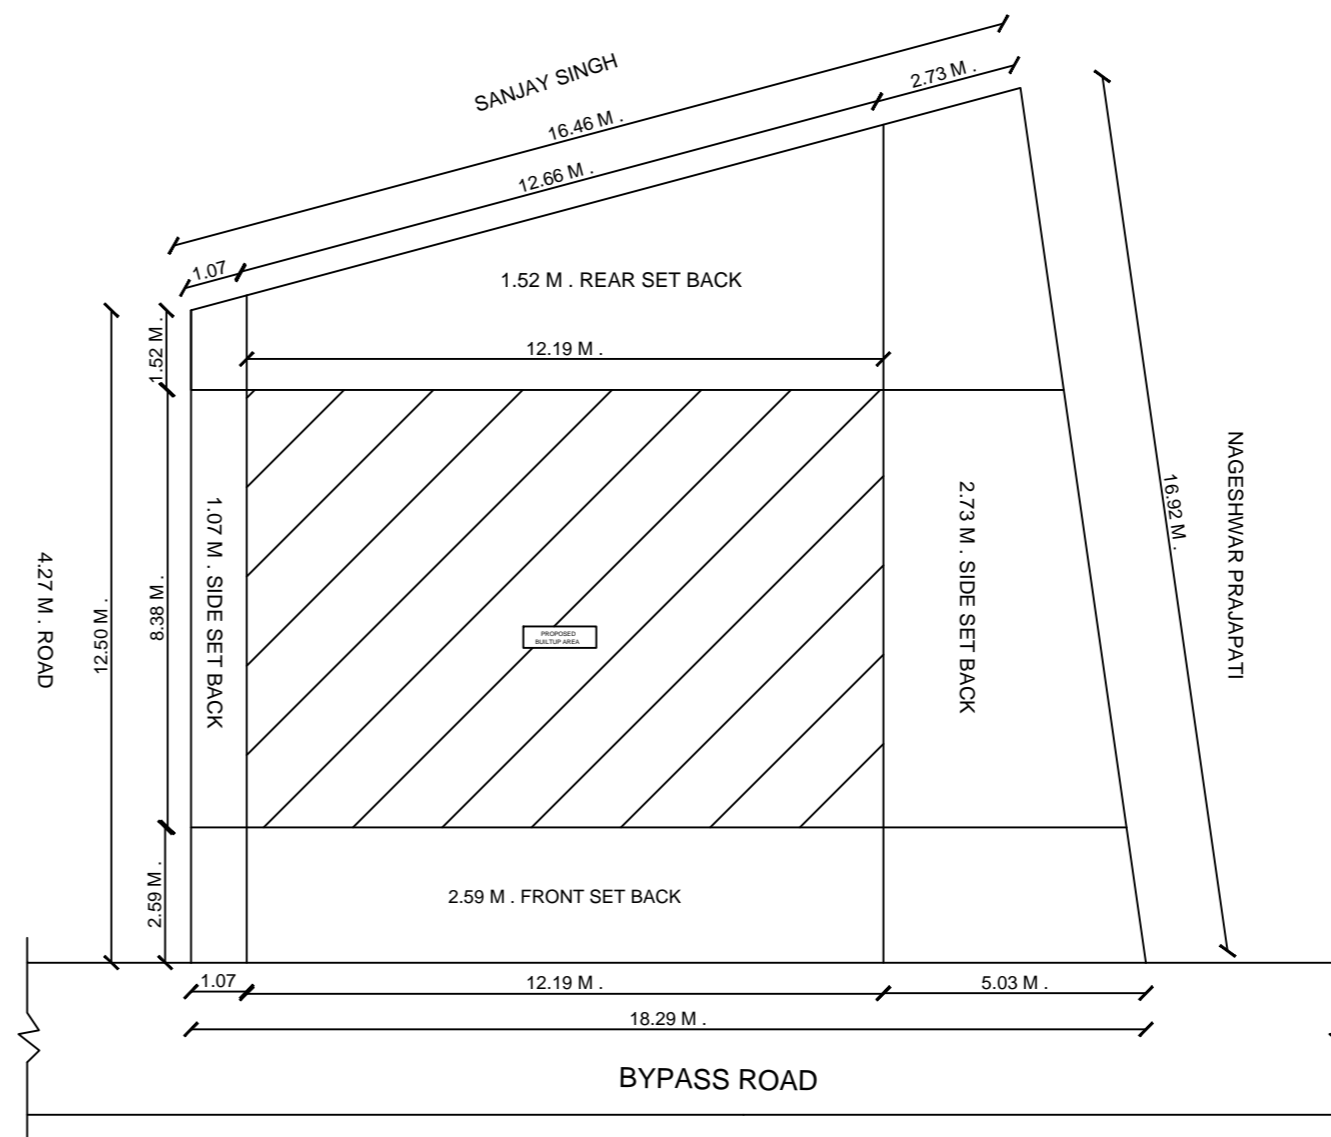 SANJAY SINGH
16.46 M .
2.73 M .
12.66 M .
1.07
1.52 M . REAR SET BACK
1.52 M .
12.19 M .
NAGESHWAR PRAJAPATI
16.92 M .
4.27 M . ROAD
12.50 M .
8.38 M .
1.07 M . SIDE SET BACK
PROPOSED
BUILTUP AREA
2.73 M . SIDE SET BACK
2.59 M .
2.59 M . FRONT SET BACK
1.07
12.19 M .
5.03 M .
18.29 M .
BYPASS ROAD